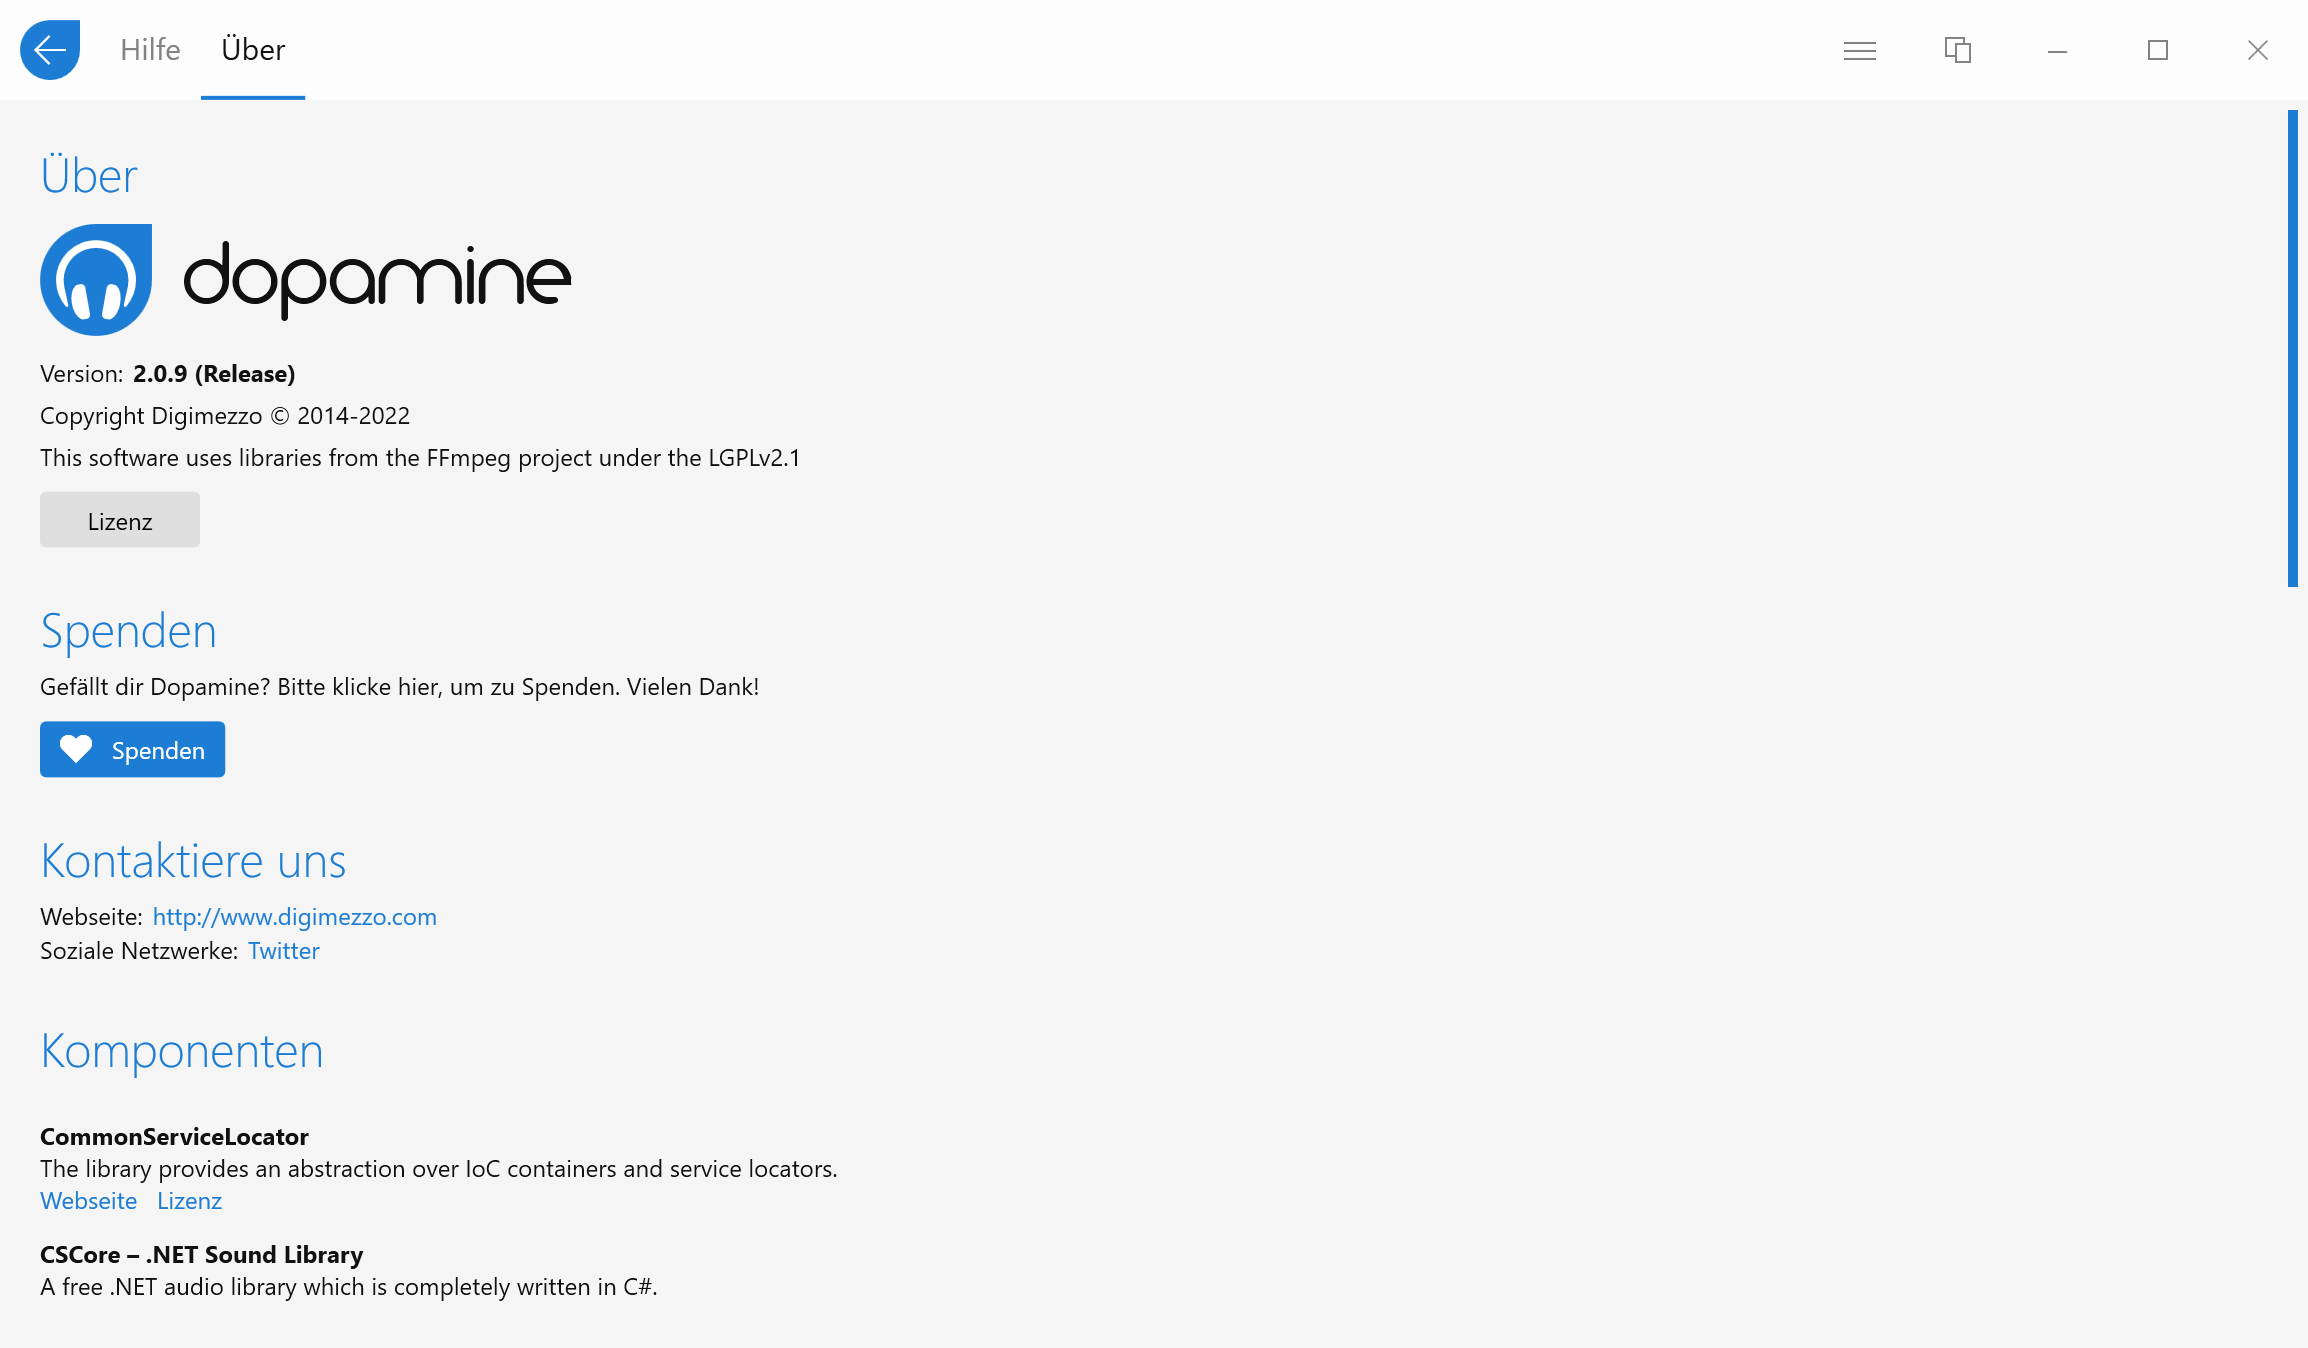 Hilfe Über
Über
dopamine
Version: 2.0.9 (Release)
Copyright Digimezzo © 2014-2022
This software uses libraries from the FFmpeg project under the LGPLv2.1
Lizenz
Spenden
Gefällt dir Dopamine? Bitte klicke hier, um zu Spenden. Vielen Dank!
Spenden
Kontaktiere uns
Webseite: http://www.digimezzo.com
Soziale Netzwerke: Twitter
Komponenten
CommonServiceLocator
The library provides an abstraction over IoC containers and service locators.
Webseite Lizenz
CSCore – .NET Sound Library
A free .NET audio library which is completely written in C#.